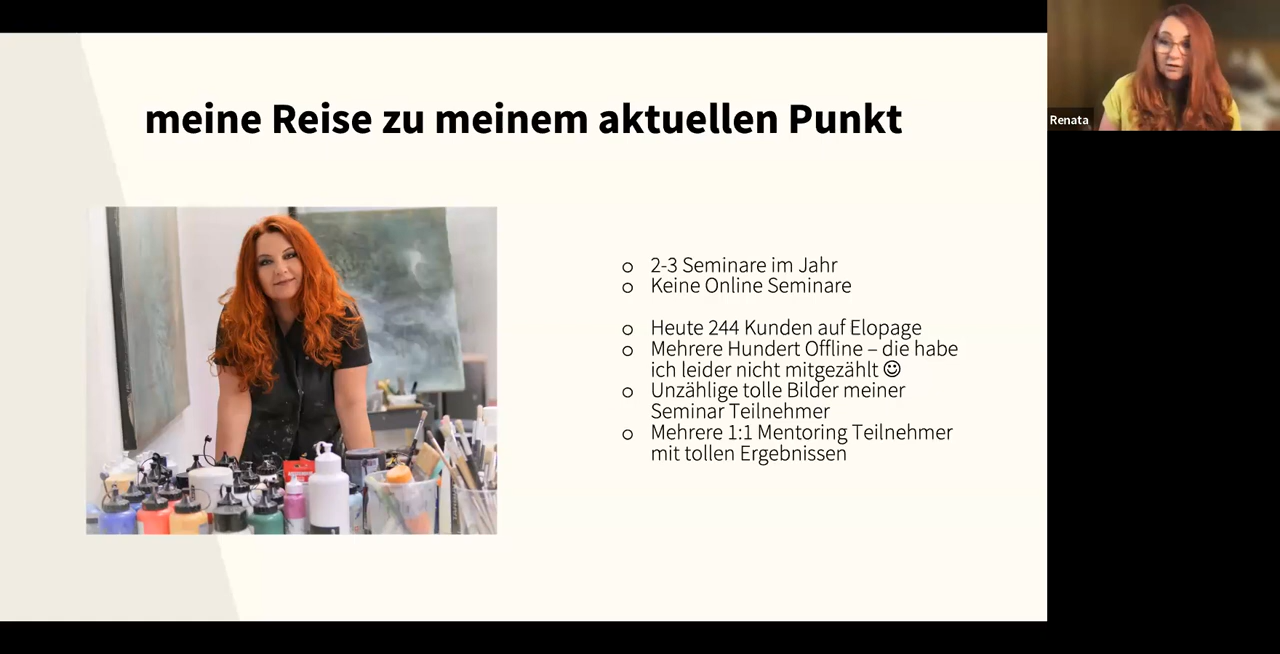 meine Reise zu meinem aktuellen Punkt
Renata
2-3 Seminare im Jahr
Keine Online Seminare
Heute 244 Kunden auf Elopage
Mehrere Hundert Offline – die habe
ich leider nicht mitgezählt ☺
Unzählige tolle Bilder meiner
Seminar Teilnehmer
Mehrere 1:1 Mentoring Teilnehmer
mit tollen Ergebnissen